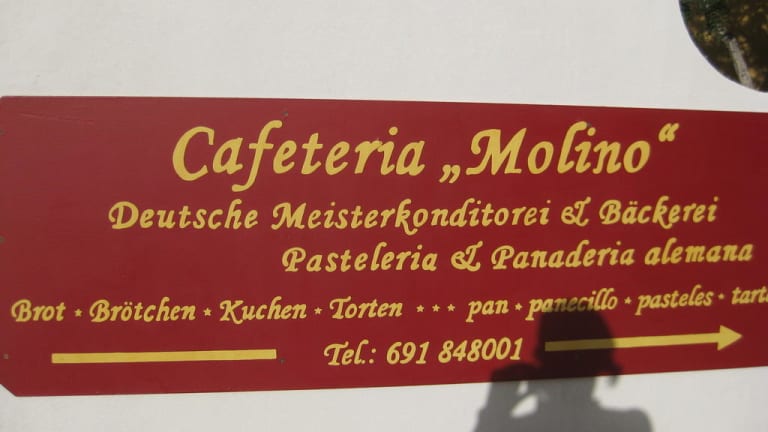 Cafeteria „Molino“
Deutsche Meisterkonditorei & Bäckerei
Pasteleria & Panaderia alemana
Brot * Brötchen * Kuchen * Torten * * * pan * panecillo * pasteles *
Tel.: 691 848001